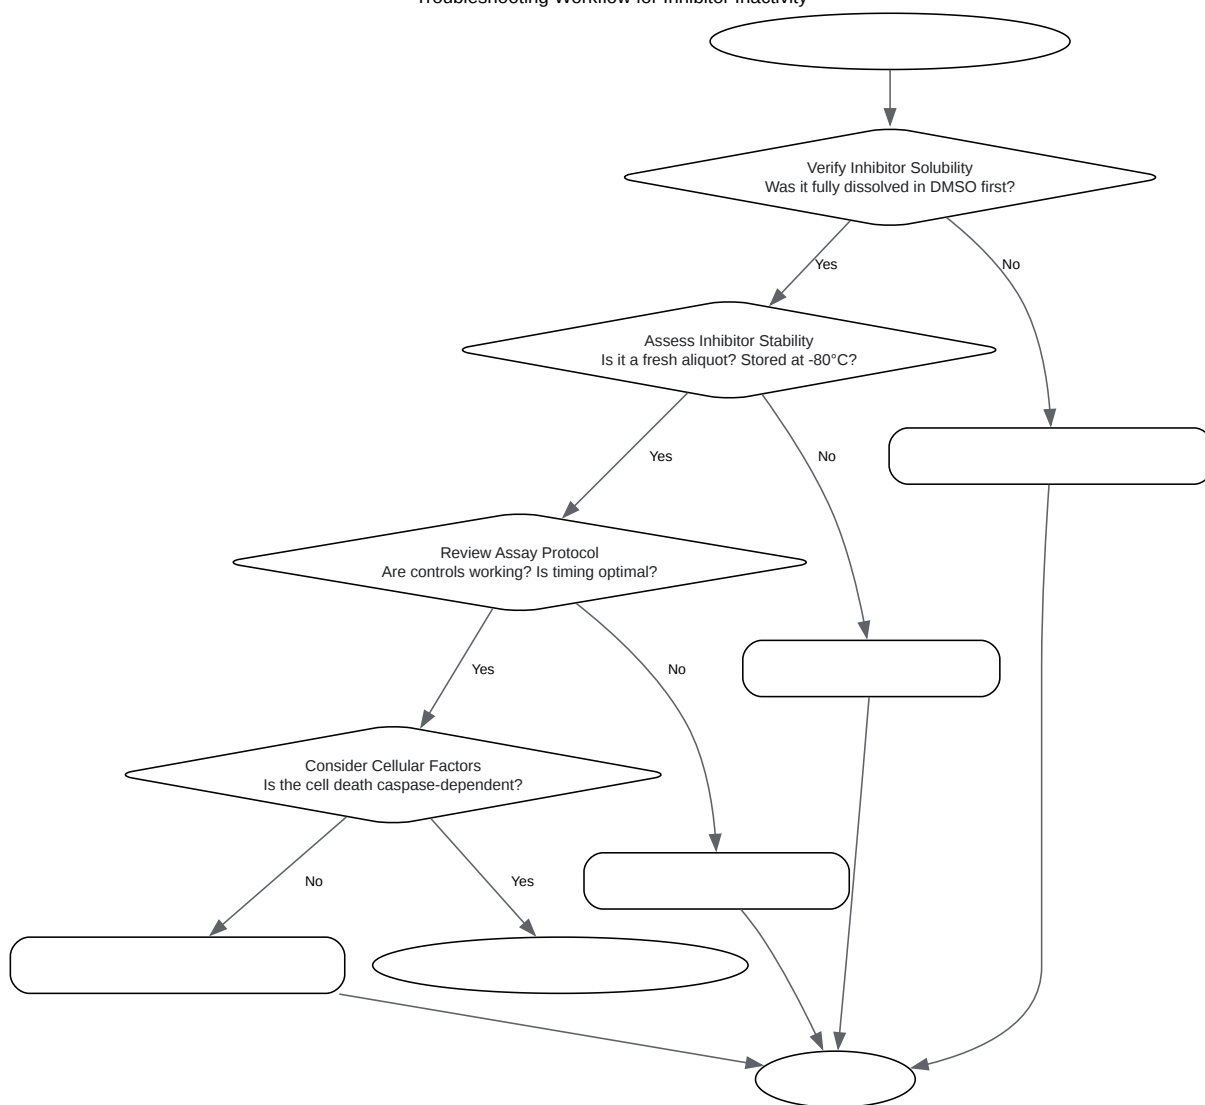 Troubleshooting Workflow for Inhibitor Inactivity
Verify Inhibitor Solubility
Was it fully dissolved in DMSO first?
Yes
No
Assess Inhibitor Stability
Is it a fresh aliquot? Stored at -80°C?
Yes
No
Review Assay Protocol
Are controls working? Is timing optimal?
Yes
No
Consider Cellular Factors
Is the cell death caspase-dependent?
No
Yes